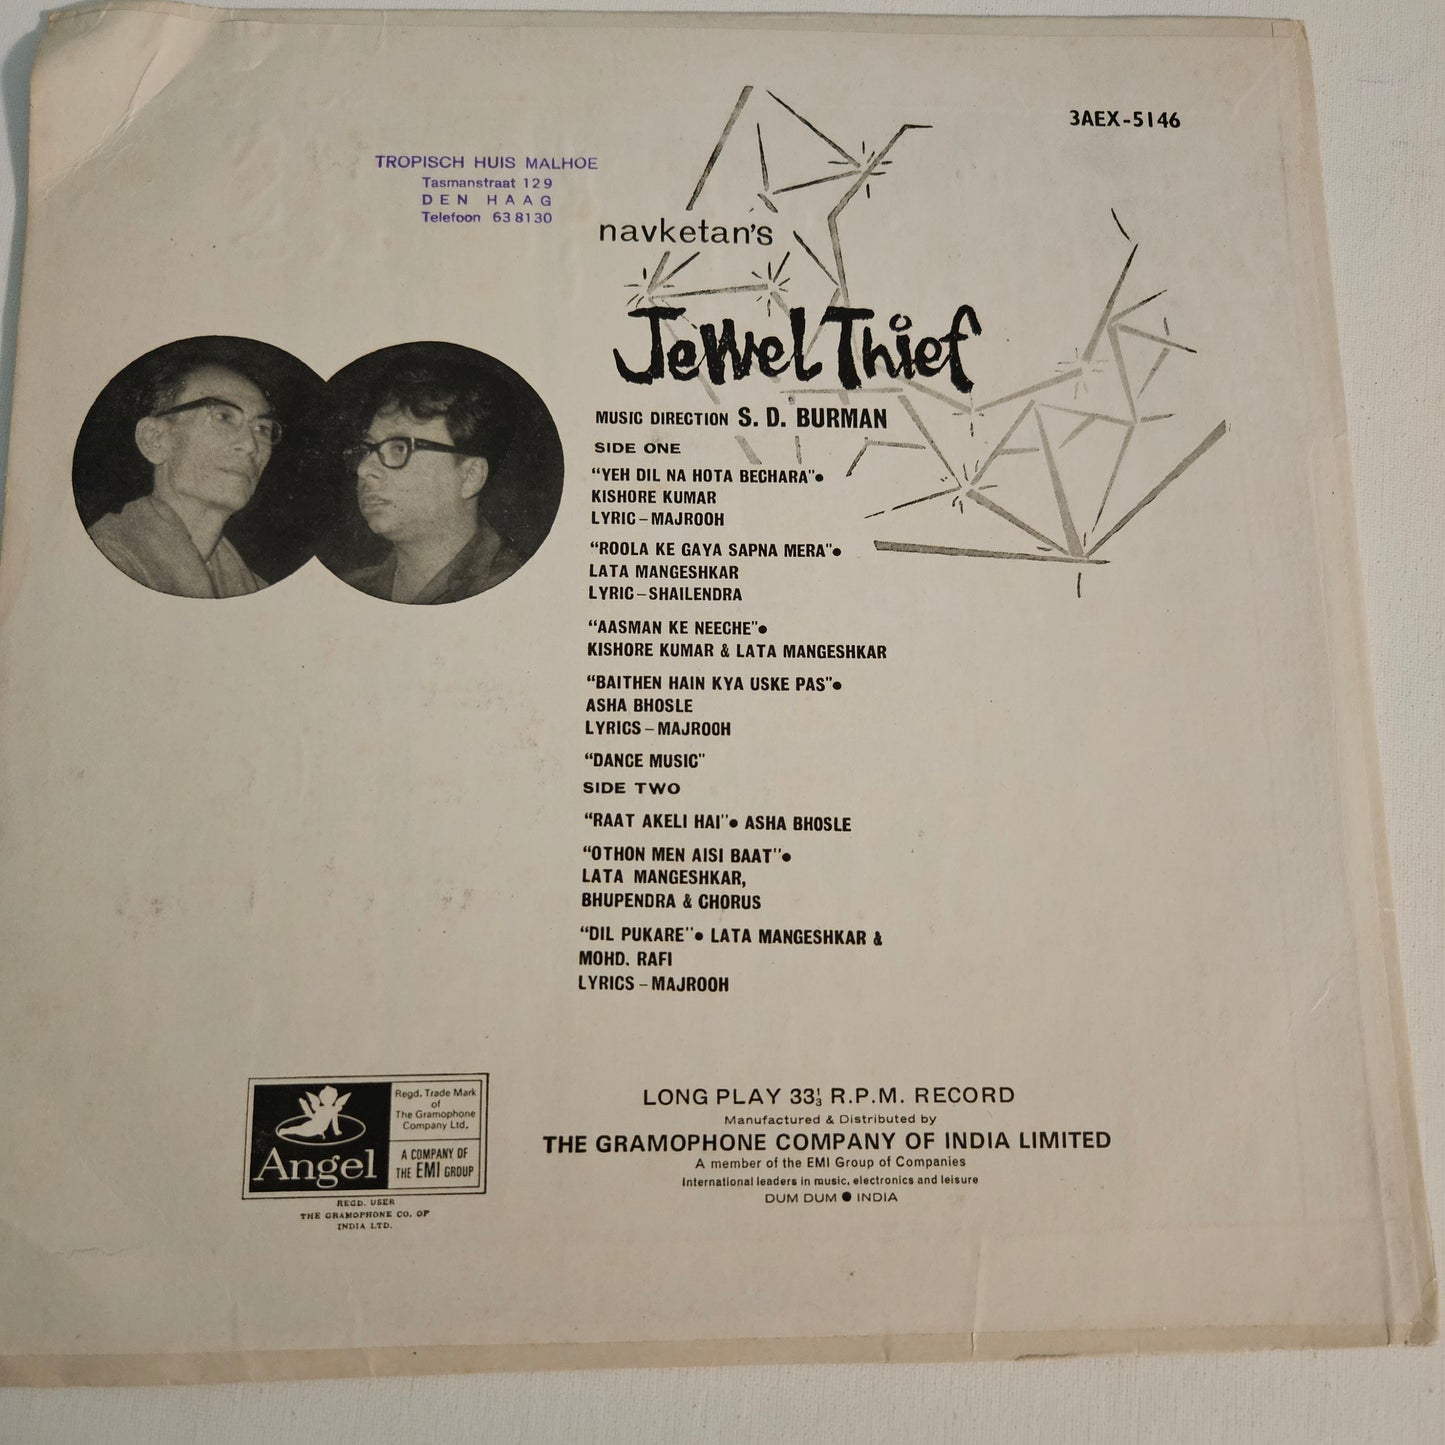 3AEX-5146
TROPISCH HUIS MALHOE
Tasmanstraat 129
DEN HAAG
Telefoon 638130
navketan's
Jewel Thief
MUSIC DIRECTION S. D. BURMAN
SIDE ONE
"YEH DIL NA HOTA BECHARA"●
KISHORE KUMAR
LYRIC – MAJROOH
"ROOLA KE GAYA SAPNA MERA"●
LATA MANGESHKAR
LYRIC – SHAILENDRA
"AASMAN KE NEECHE"●
KISHORE KUMAR & LATA MANGESHKAR
"BAITHEN HAIN KYA USKE PAS"●
ASHA BHOSLE
LYRICS – MAJROOH
"DANCE MUSIC"
SIDE TWO
"RAAT AKELI HAI"● ASHA BHOSLE
"OTHON MEN AISI BAAT"●
LATA MANGESHKAR,
BHUPENDRA & CHORUS
"DIL PUKARE"● LATA MANGESHKAR &
MOHD. RAFI
LYRICS – MAJROOH
Angel
Regd. Trade Mark
of
The Gramophone
Company Ltd.
A COMPANY OF
THE EMI GROUP
REGD. USER
THE GRAMOPHONE CO. OF
INDIA LTD.
LONG PLAY 33⅓ R.P.M. RECORD
Manufactured & Distributed by
THE GRAMOPHONE COMPANY OF INDIA LIMITED
A member of the EMI Group of Companies
International leaders in music, electronics and leisure
DUM DUM ● INDIA